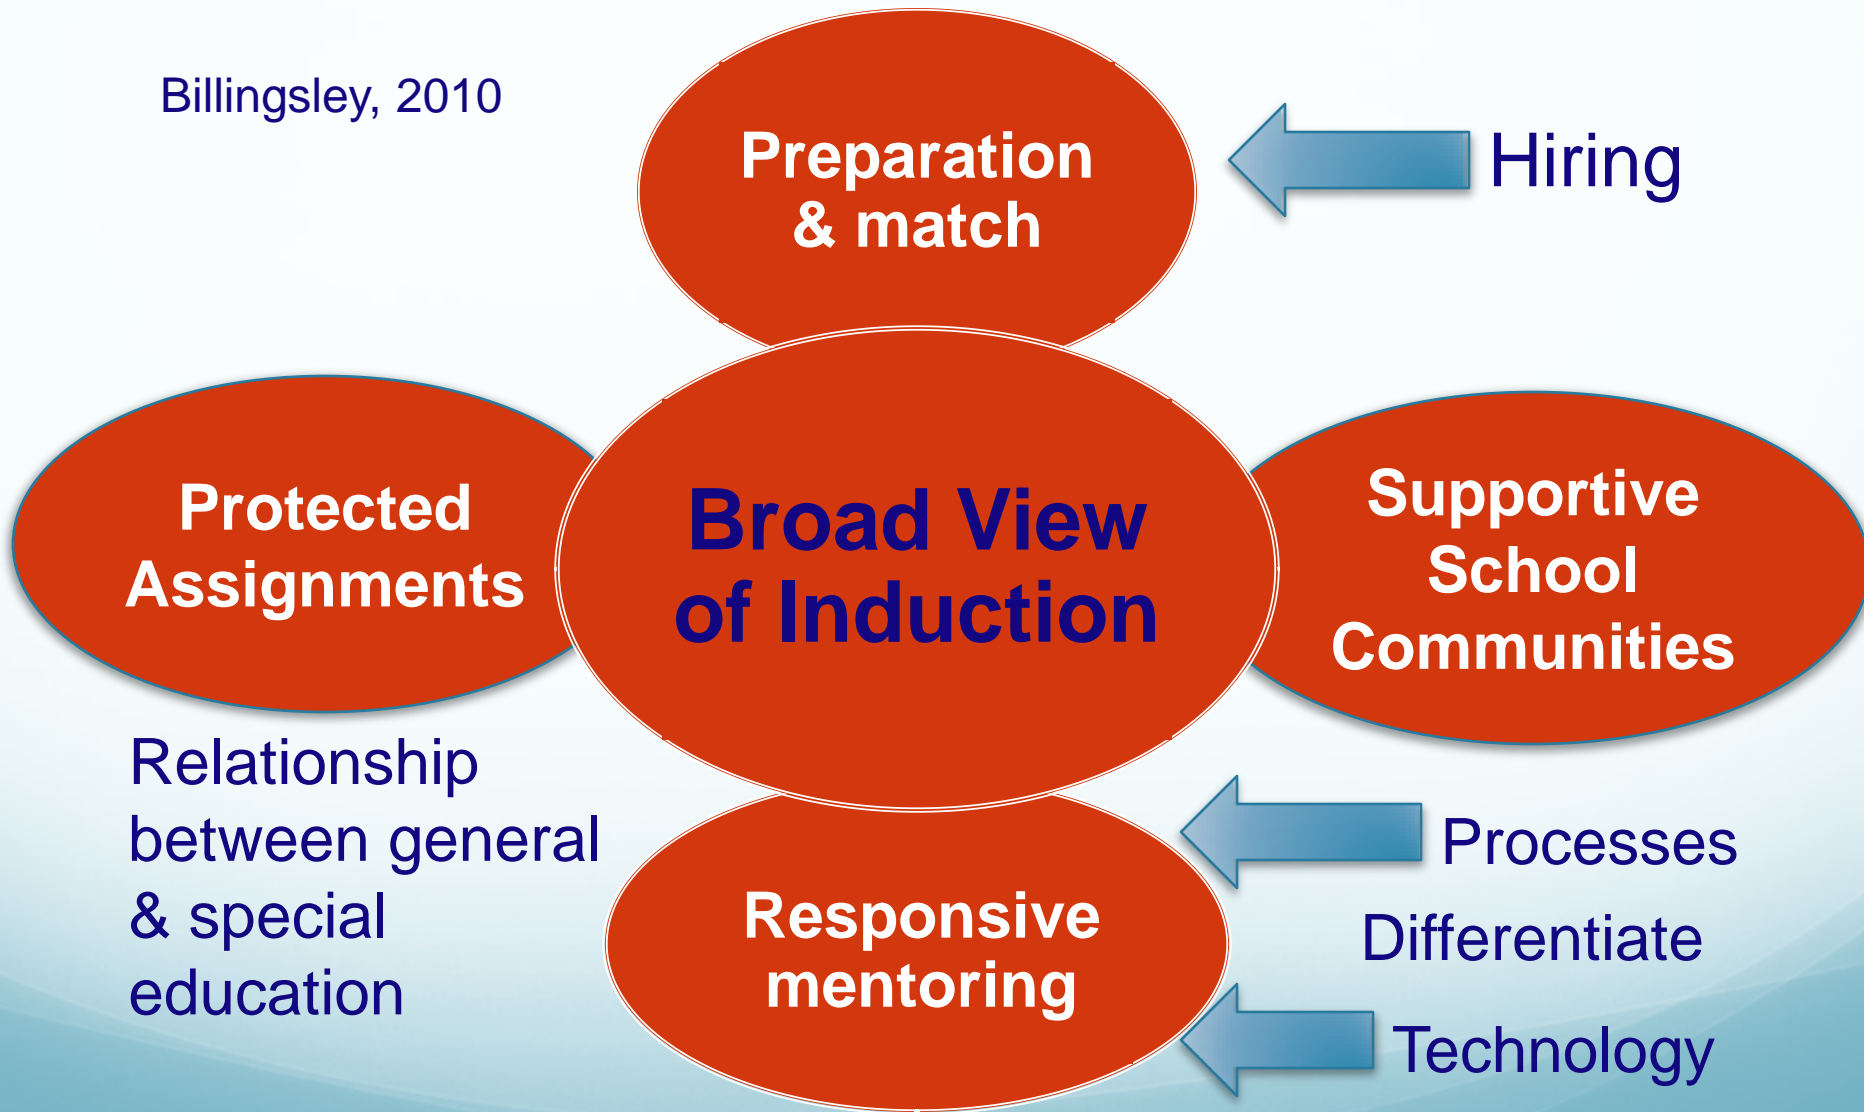 Billingsley, 2010
Preparation
& match
Hiring
Protected
Assignments
Broad View
of Induction
Supportive
School
Communities
Relationship
between general
& special
education
Responsive
mentoring
Processes
Differentiate
Technology